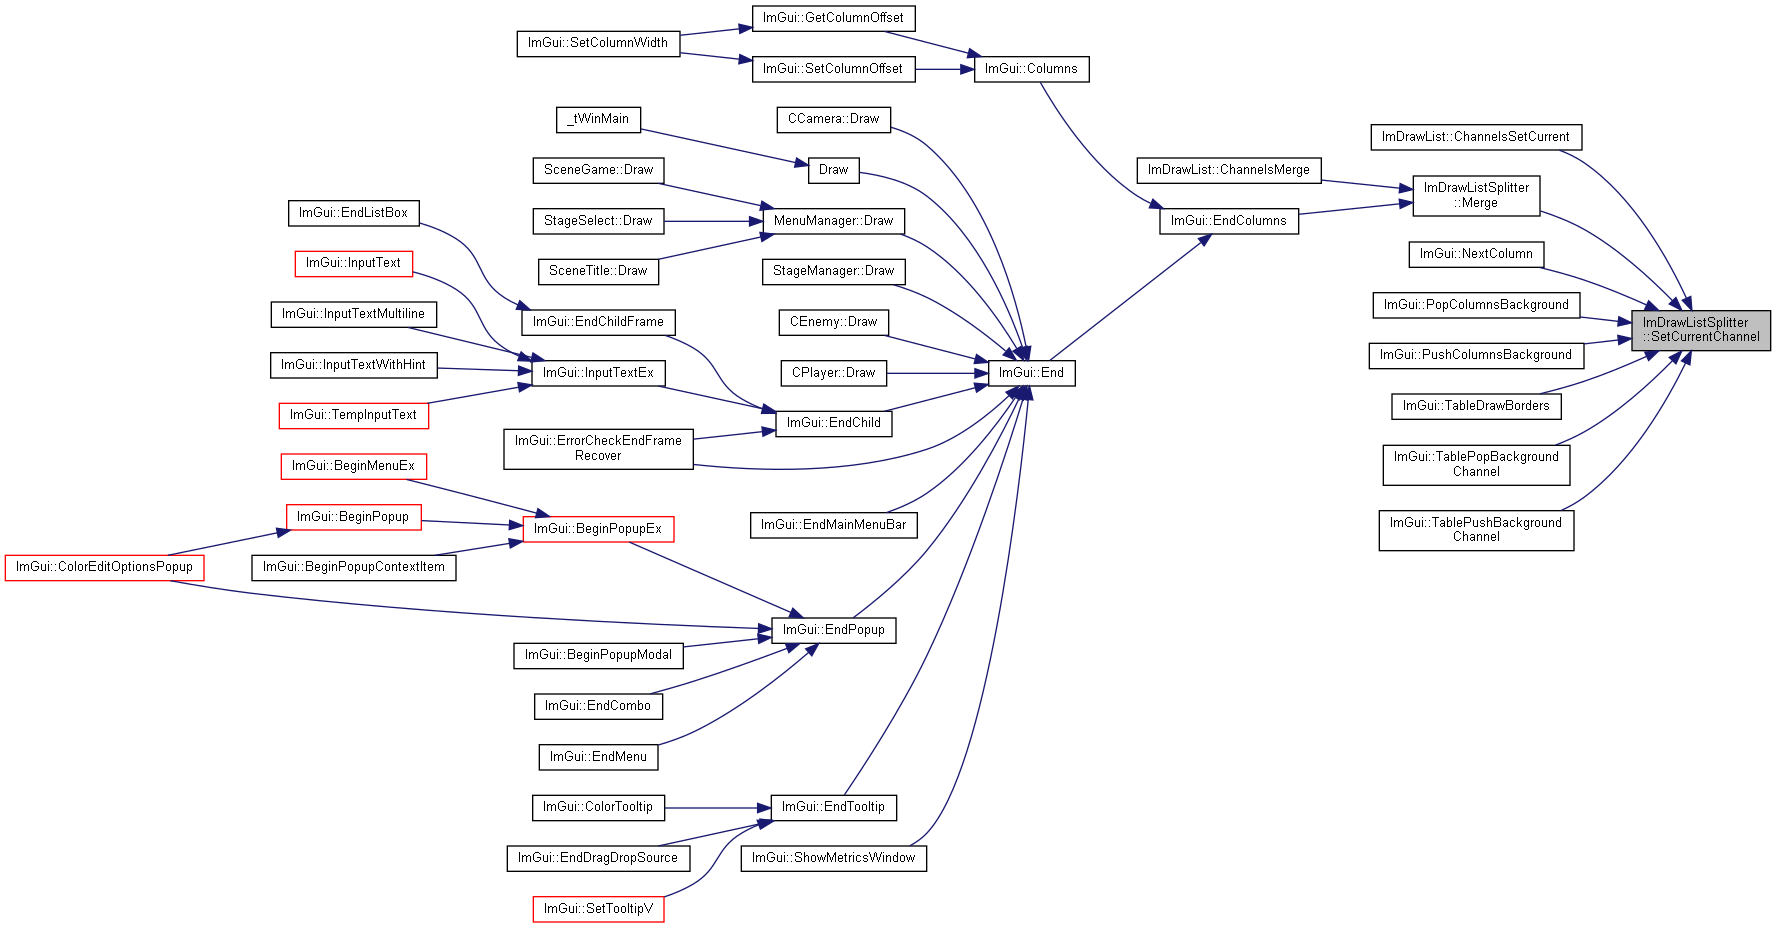 ImGui::GetColumnOffset
ImGui::SetColumnWidth
ImGui::SetColumnOffset
ImGui::Columns
_tWinMain
CCamera::Draw
ImDrawList::ChannelsSetCurrent
Draw
SceneGame::Draw
ImDrawList::ChannelsMerge
ImDrawListSplitter
::Merge
ImGui::EndListBox
StageSelect::Draw
MenuManager::Draw
ImGui::EndColumns
ImGui::InputText
SceneTitle::Draw
StageManager::Draw
ImGui::NextColumn
ImGui::PopColumnsBackground
ImGui::InputTextMultiline
ImGui::EndChildFrame
CEnemy::Draw
ImDrawListSplitter
::SetCurrentChannel
ImGui::PushColumnsBackground
ImGui::InputTextWithHint
ImGui::InputTextEx
CPlayer::Draw
ImGui::End
ImGui::TableDrawBorders
ImGui::TempInputText
ImGui::EndChild
ImGui::ErrorCheckEndFrame
Recover
ImGui::TablePopBackground
Channel
ImGui::BeginMenuEx
ImGui::BeginPopup
ImGui::BeginPopupEx
ImGui::EndMainMenuBar
ImGui::TablePushBackground
Channel
ImGui::ColorEditOptionsPopup
ImGui::BeginPopupContextItem
ImGui::EndPopup
ImGui::BeginPopupModal
ImGui::EndCombo
ImGui::EndMenu
ImGui::ColorTooltip
ImGui::EndTooltip
ImGui::EndDragDropSource
ImGui::ShowMetricsWindow
ImGui::SetTooltipV